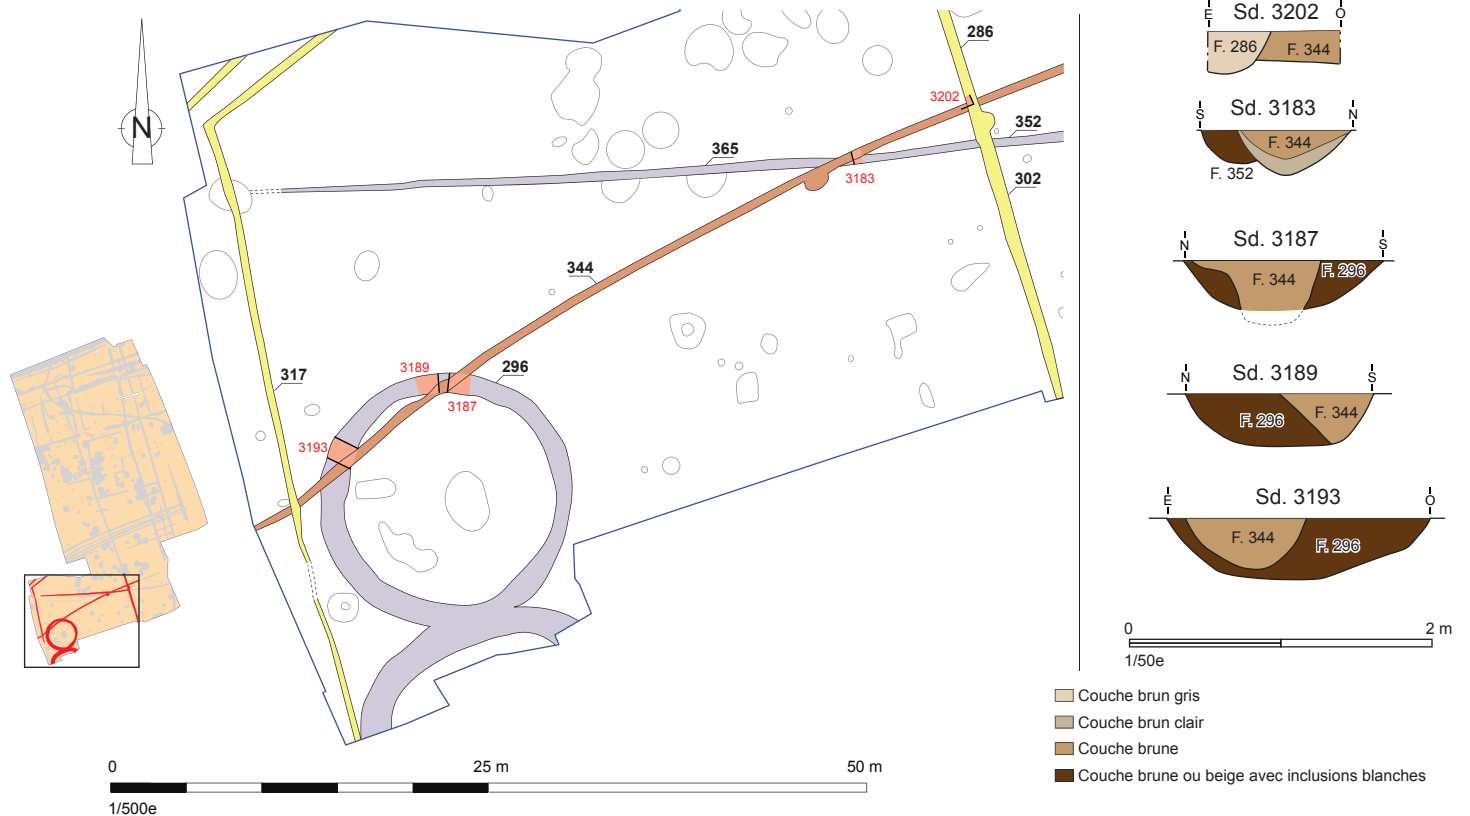 N
286
3202
352
365
3183
302
344
3189
296
3187
317
3193
0 25 m 50 m
1/500e
E Sd. 3202 O
F. 286 F. 344
Sd. 3183
S N
F. 344
F. 352
Sd. 3187
N S
F. 344 F. 296
Sd. 3189
N S
F. 296 F. 344
Sd. 3193
E O
F. 344 F. 296
0 2 m
1/50e
Couche brun gris
Couche brun clair
Couche brune
Couche brune ou beige avec inclusions blanches